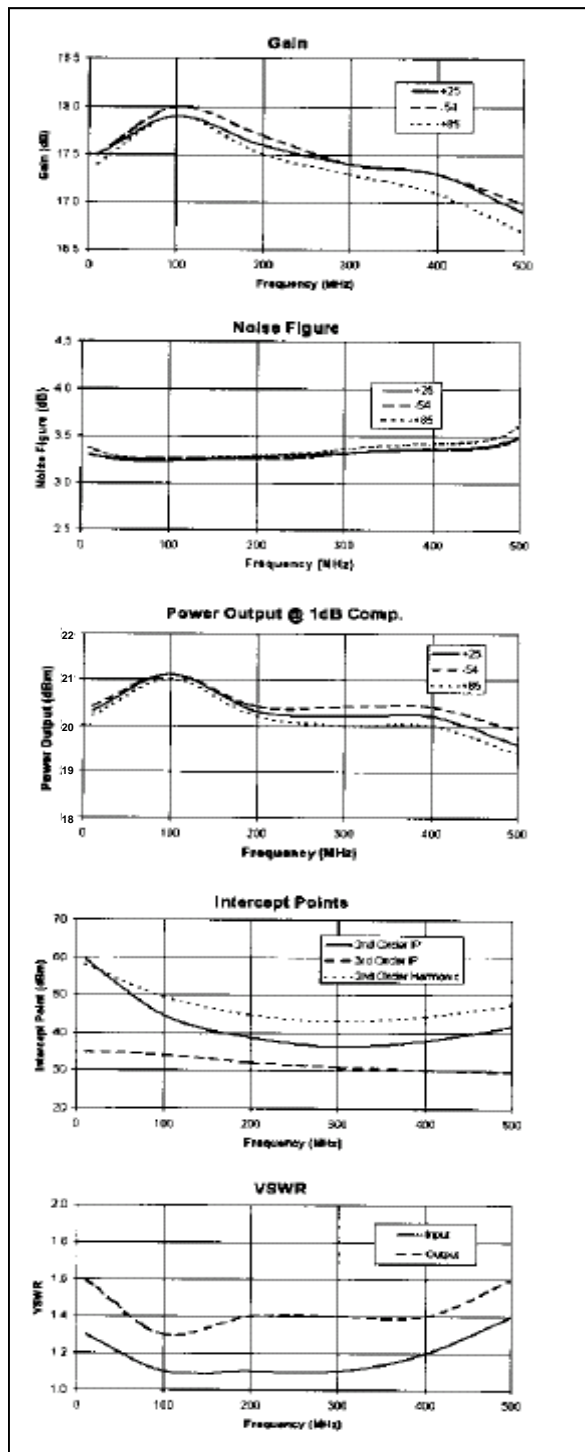 Gain
18.5
18.0
17.5
17.0
16.5
Gain (dB)
+25
-54
+85
0 100 200 300 400 500
Frequency (MHz)
Noise Figure
4.5
4.0
3.5
3.0
2.5
Noise Figure (dB)
+25
-54
+85
0 100 200 300 400 500
Frequency (MHz)
Power Output @ 1dB Comp.
22
21
20
19
18
Power Output (dBm)
+25
-54
+85
0 100 200 300 400 500
Frequency (MHz)
Intercept Points
70
60
50
40
30
20
Intercept Point (dBm)
2nd Order IP
3rd Order IP
2nd Order Harmonic
0 100 200 300 400 500
Frequency (MHz)
VSWR
2.0
1.8
1.6
1.4
1.2
1.0
VSWR
Input
Output
0 100 200 300 400 500
Frequency (MHz)